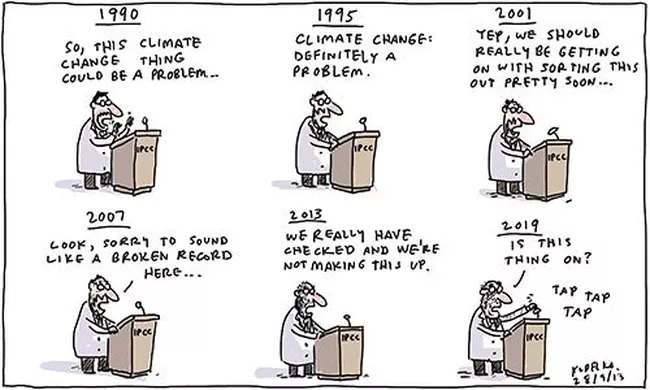 1990
SO, THIS CLIMATE
CHANGE THING
COULD BE A PROBLEM...
IPCC
1995
CLIMATE CHANGE:
DEFINITELY A
PROBLEM.
IPCC
2001
YEP, WE SHOULD
REALLY BE GETTING
ON WITH SORTING THIS
OUT PRETTY SOON...
IPCC
2007
LOOK, SORRY TO SOUND
LIKE A BROKEN RECORD
HERE...
IPCC
2013
WE REALLY HAVE
CHECKED AND WE'RE
NOT MAKING THIS UP.
IPCC
2019
IS THIS
THING ON?
TAP TAP
TAP
IPCC
28/9/13